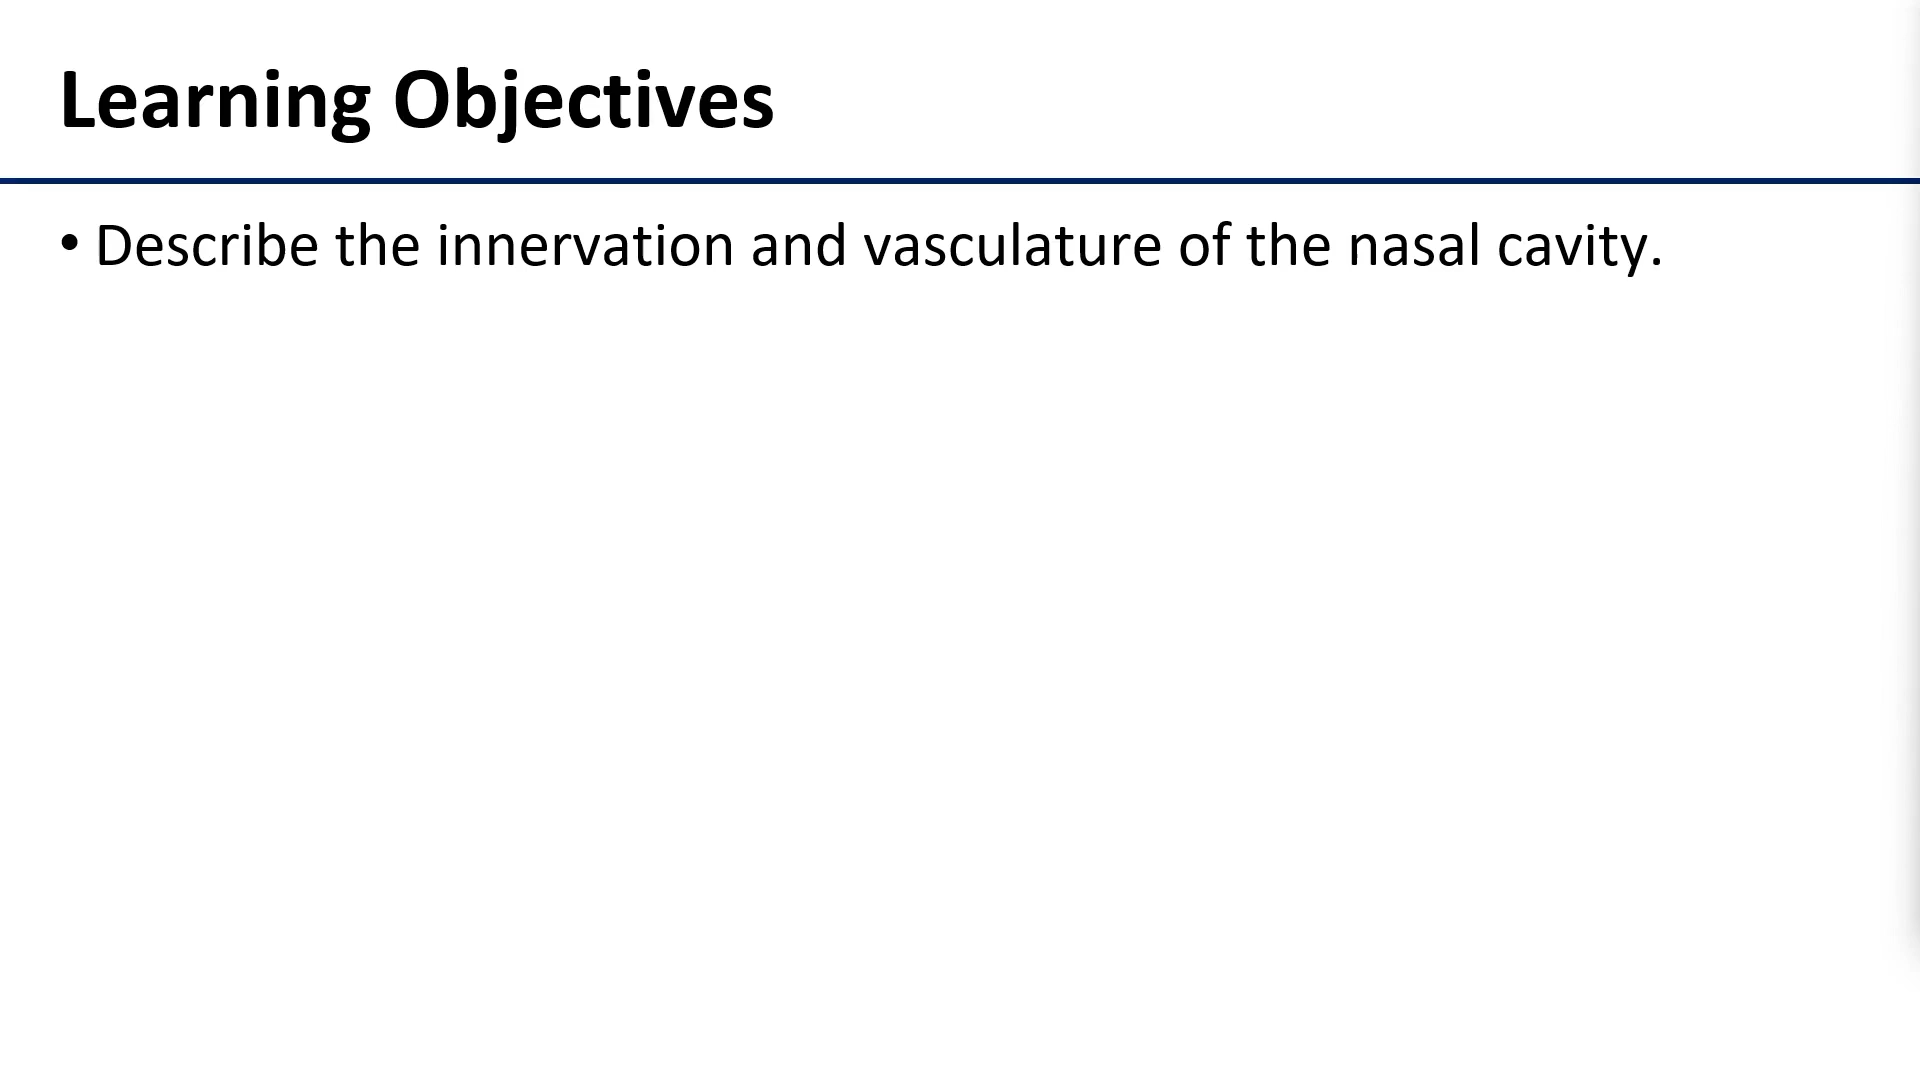 Learning Objectives
• Describe the innervation and vasculature of the nasal cavity.